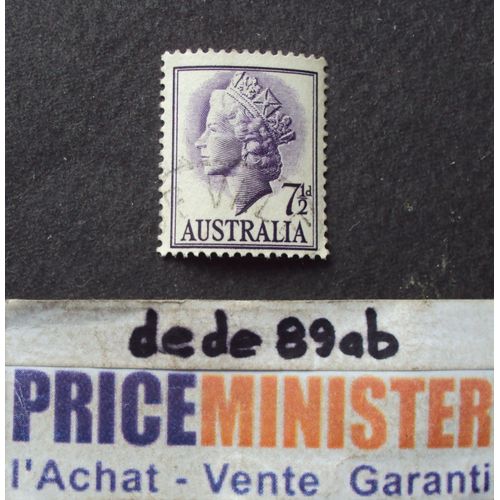 7½d
AUSTRALIA
dede 89ab
PRICEMINISTER
l'Achat - Vente Garanti